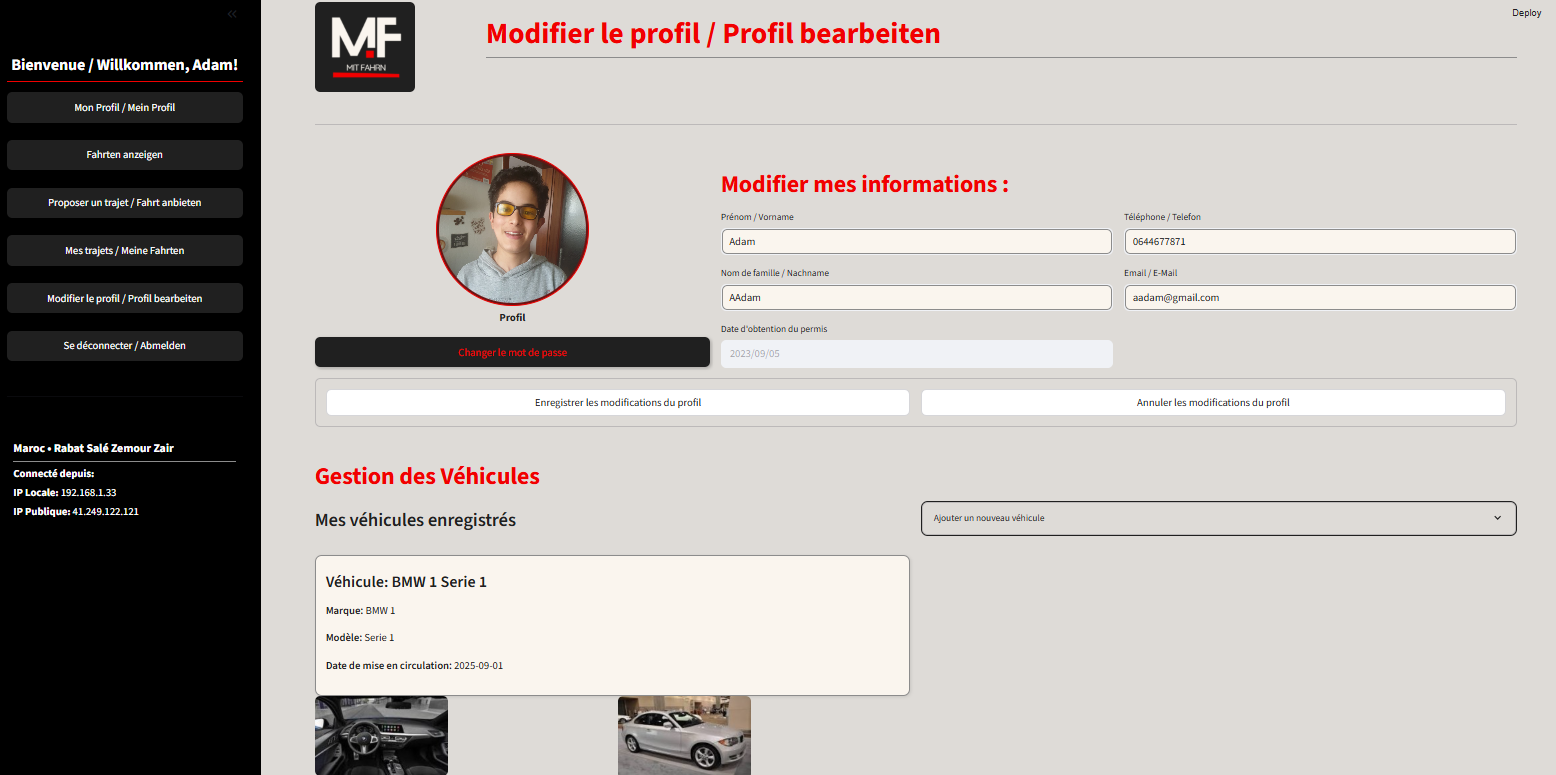 Deploy
Bienvenue / Willkommen, Adam!
Mon Profil / Mein Profil
Fahrten anzeigen
Proposer un trajet / Fahrt anbieten
Mes trajets / Meine Fahrten
Modifier le profil / Profil bearbeiten
Se déconnecter / Abmelden
Maroc • Rabat Salé Zemour Zair
Connecté depuis:
IP Locale: 192.168.1.33
IP Publique: 41.249.122.121
M.F
MIT FAHRN
Modifier le profil / Profil bearbeiten
Profil
Changer le mot de passe
Modifier mes informations :
Prénom / Vorname
Adam
Téléphone / Telefon
0644677871
Nom de famille / Nachname
AAdam
Email / E-Mail
aadam@gmail.com
Date d'obtention du permis
2023/09/05
Enregistrer les modifications du profil
Annuler les modifications du profil
Gestion des Véhicules
Mes véhicules enregistrés
Ajouter un nouveau véhicule
Véhicule: BMW 1 Serie 1
Marque: BMW 1
Modèle: Serie 1
Date de mise en circulation: 2025-09-01